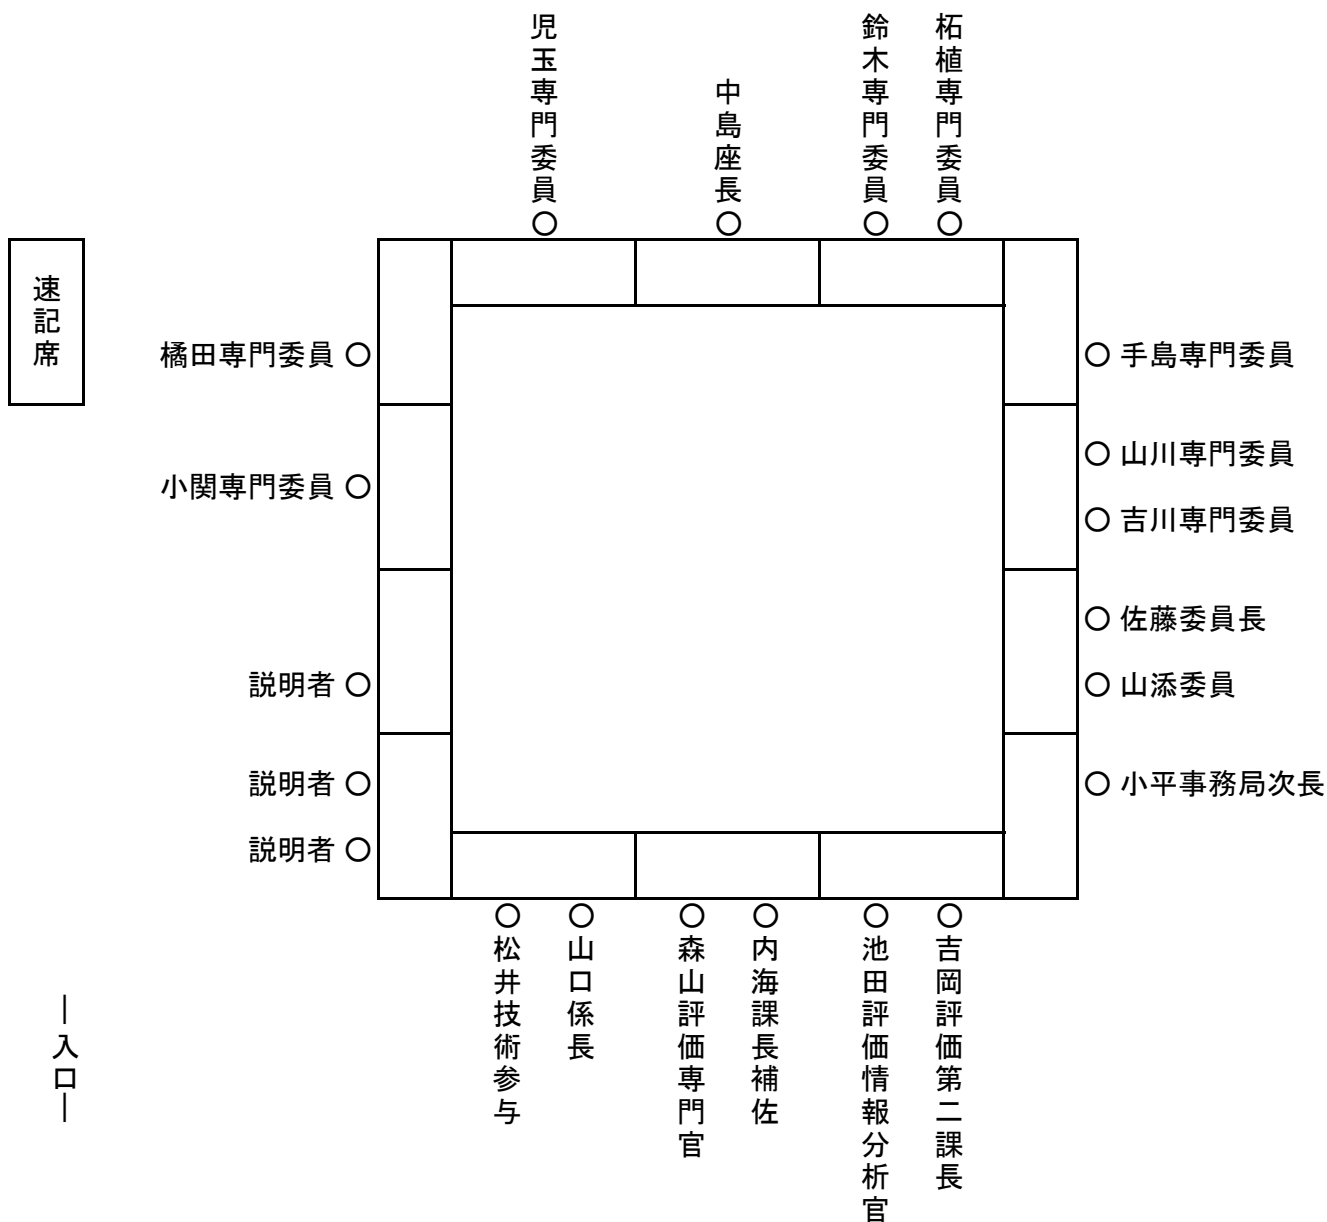 児玉専門委員
中島座長
鈴木専門委員
柘植専門委員
速記席
橘田専門委員
小関専門委員
説明者
説明者
説明者
手島専門委員
山川専門委員
吉川専門委員
佐藤委員長
山添委員
小平事務局次長
松井技術参与
山口係長
森山評価専門官
内海課長補佐
池田評価情報分析官
吉岡評価第二課長
―入口―